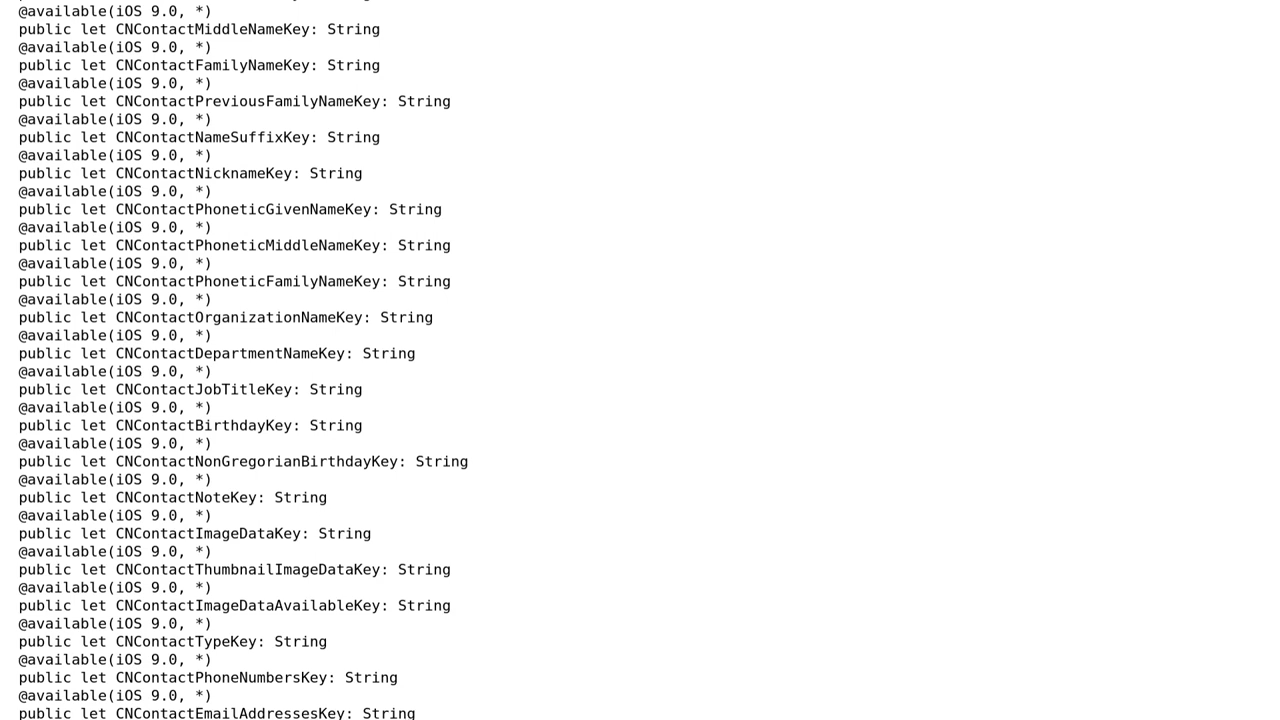 @available(iOS 9.0, *)
public let CNContactMiddleNameKey: String
@available(iOS 9.0, *)
public let CNContactFamilyNameKey: String
@available(iOS 9.0, *)
public let CNContactPreviousFamilyNameKey: String
@available(iOS 9.0, *)
public let CNContactNameSuffixKey: String
@available(iOS 9.0, *)
public let CNContactNicknameKey: String
@available(iOS 9.0, *)
public let CNContactPhoneticGivenNameKey: String
@available(iOS 9.0, *)
public let CNContactPhoneticMiddleNameKey: String
@available(iOS 9.0, *)
public let CNContactPhoneticFamilyNameKey: String
@available(iOS 9.0, *)
public let CNContactOrganizationNameKey: String
@available(iOS 9.0, *)
public let CNContactDepartmentNameKey: String
@available(iOS 9.0, *)
public let CNContactJobTitleKey: String
@available(iOS 9.0, *)
public let CNContactBirthdayKey: String
@available(iOS 9.0, *)
public let CNContactNonGregorianBirthdayKey: String
@available(iOS 9.0, *)
public let CNContactNoteKey: String
@available(iOS 9.0, *)
public let CNContactImageDataKey: String
@available(iOS 9.0, *)
public let CNContactThumbnailImageDataKey: String
@available(iOS 9.0, *)
public let CNContactImageDataAvailableKey: String
@available(iOS 9.0, *)
public let CNContactTypeKey: String
@available(iOS 9.0, *)
public let CNContactPhoneNumbersKey: String
@available(iOS 9.0, *)
public let CNContactEmailAddressesKey: String